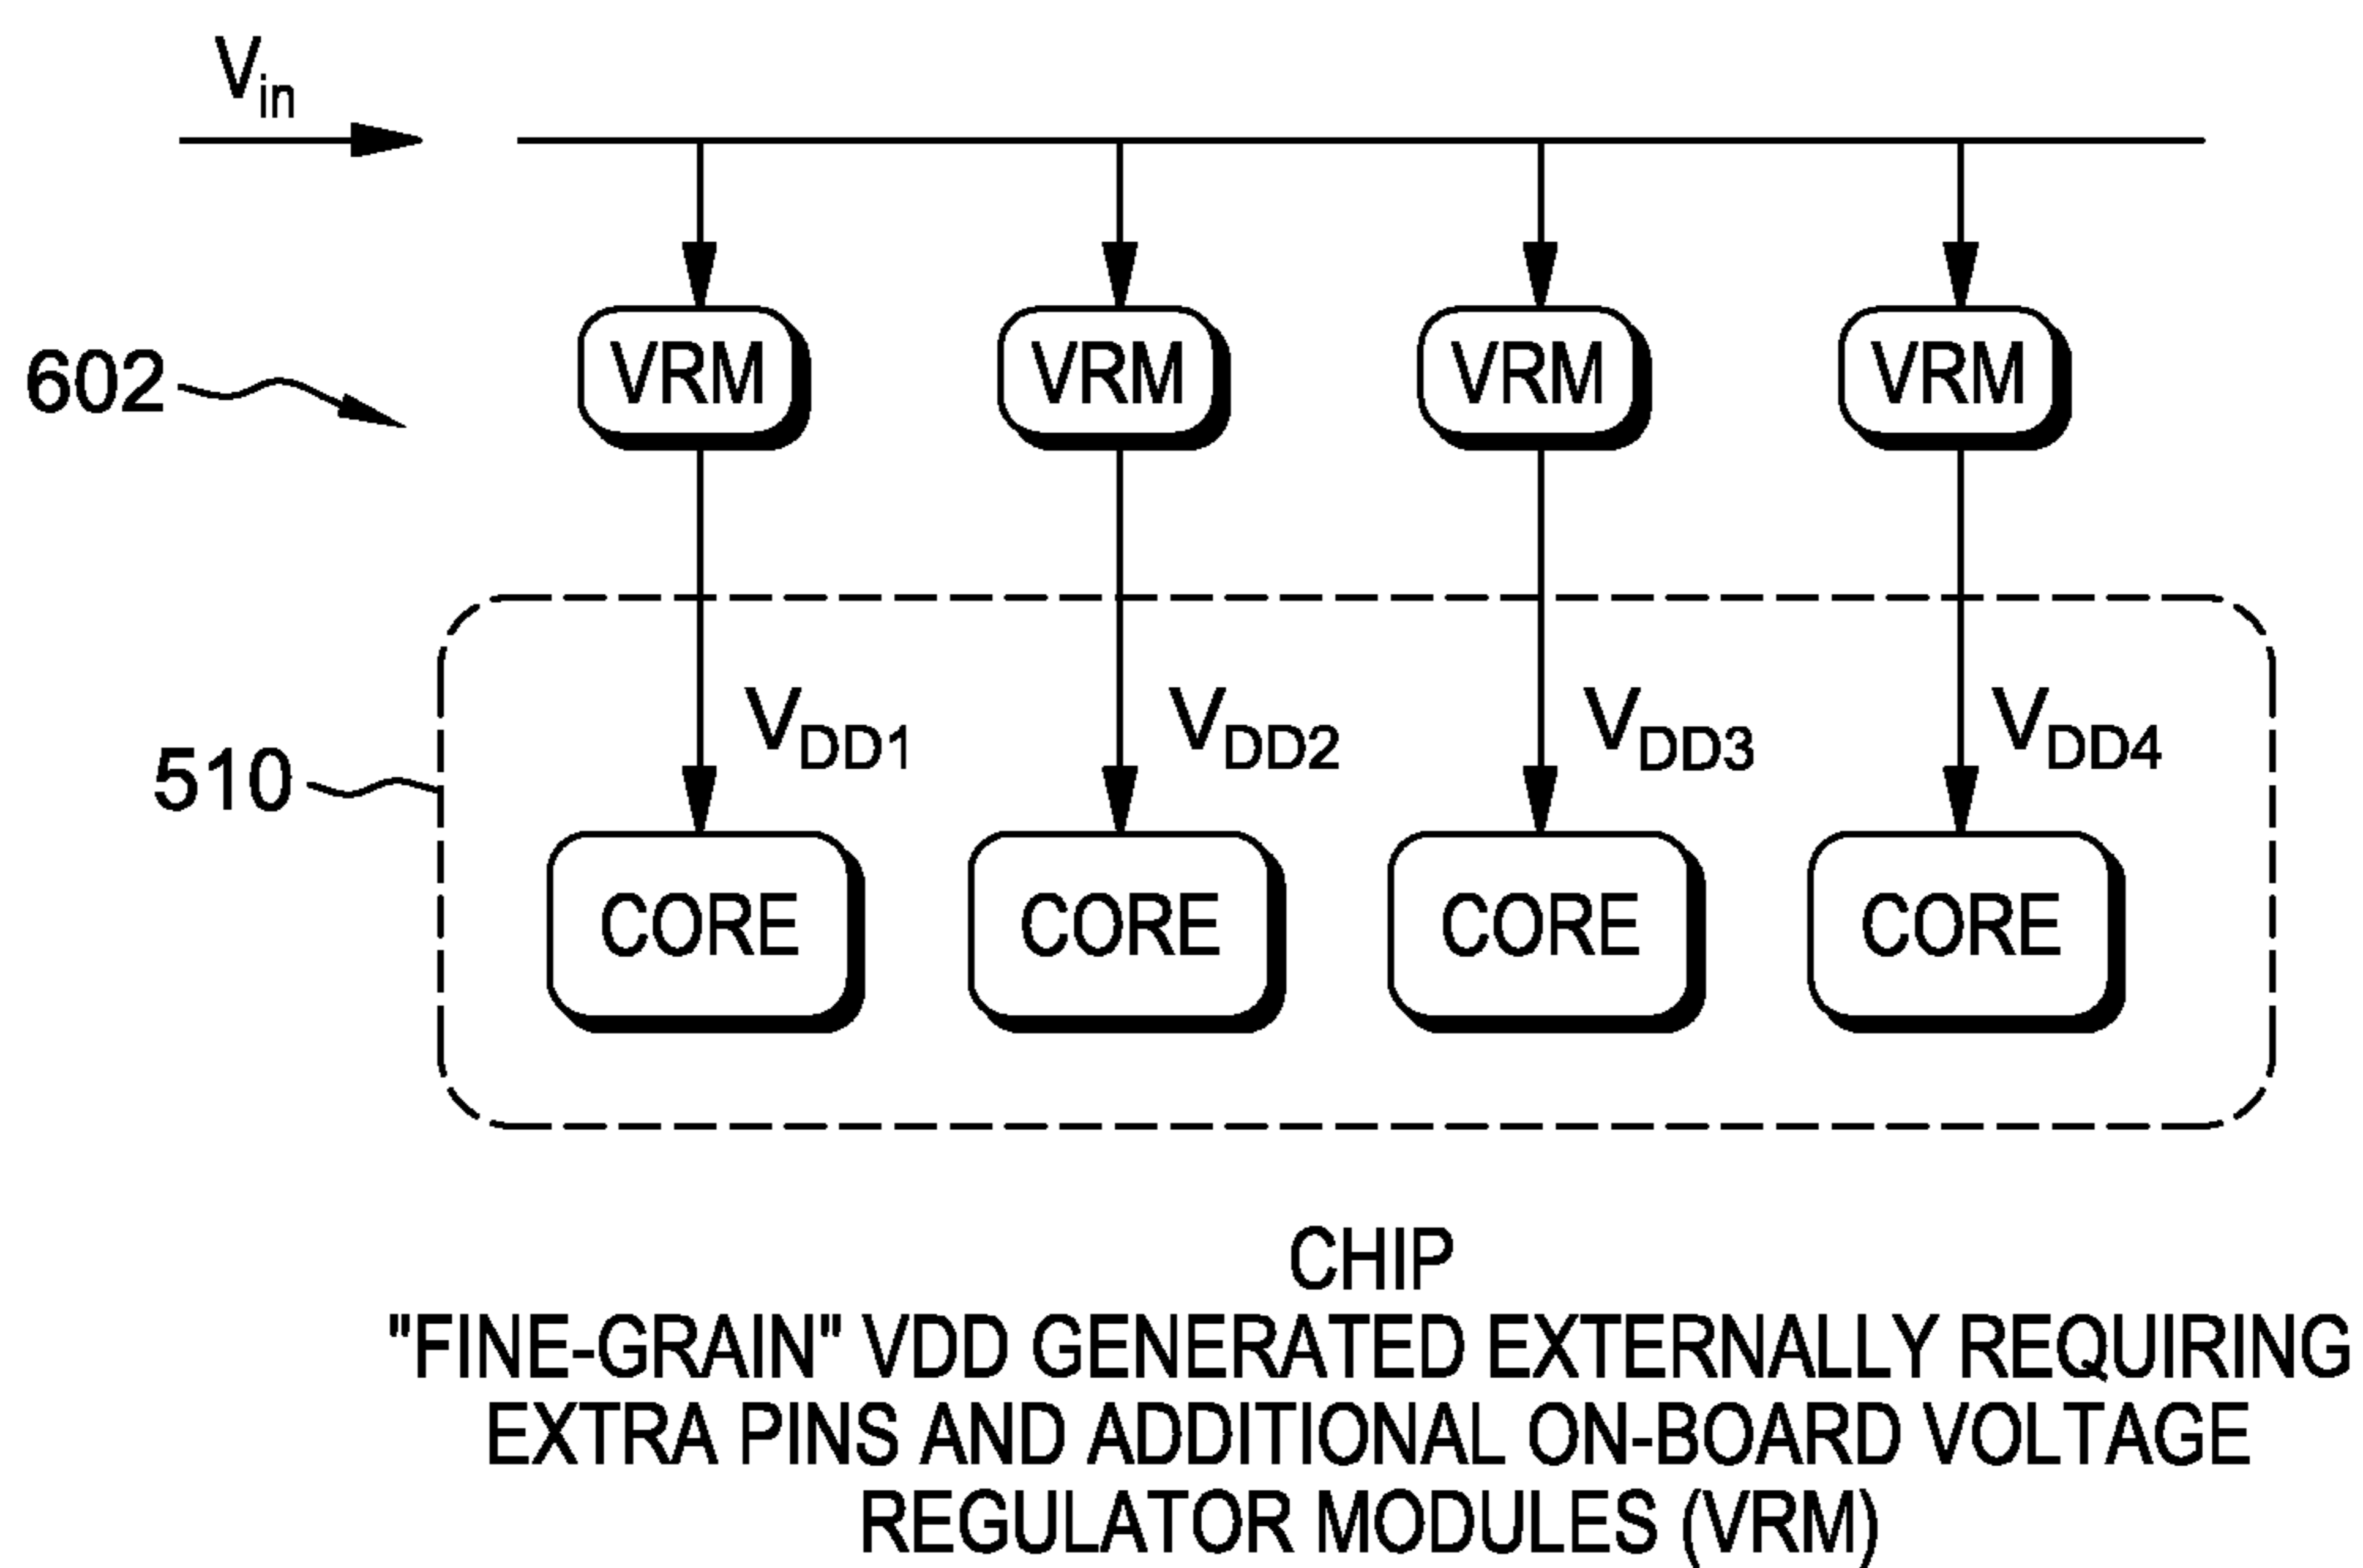 Vin
602
VRM VRM VRM VRM
510
VDD1 VDD2 VDD3 VDD4
CORE CORE CORE CORE
CHIP
"FINE-GRAIN" VDD GENERATED EXTERNALLY REQUIRING
EXTRA PINS AND ADDITIONAL ON-BOARD VOLTAGE
REGULATOR MODULES (VRM)